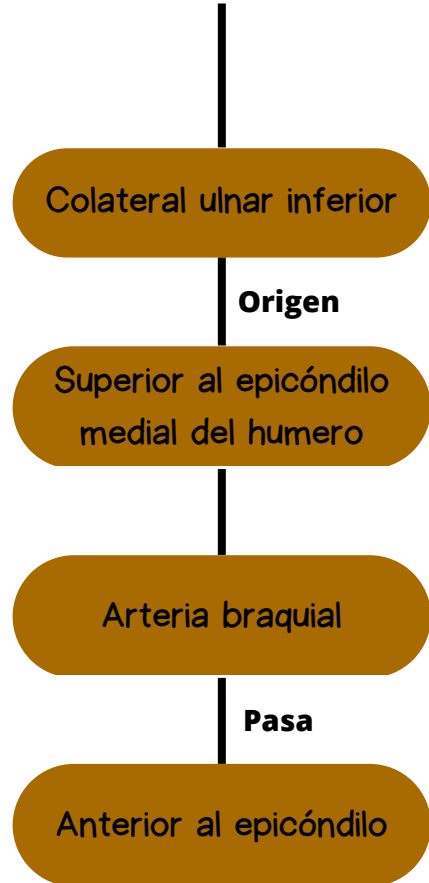 Colateral ulnar inferior
Origen
Superior al epicóndilo
medial del humero
Arteria braquial
Pasa
Anterior al epicóndilo